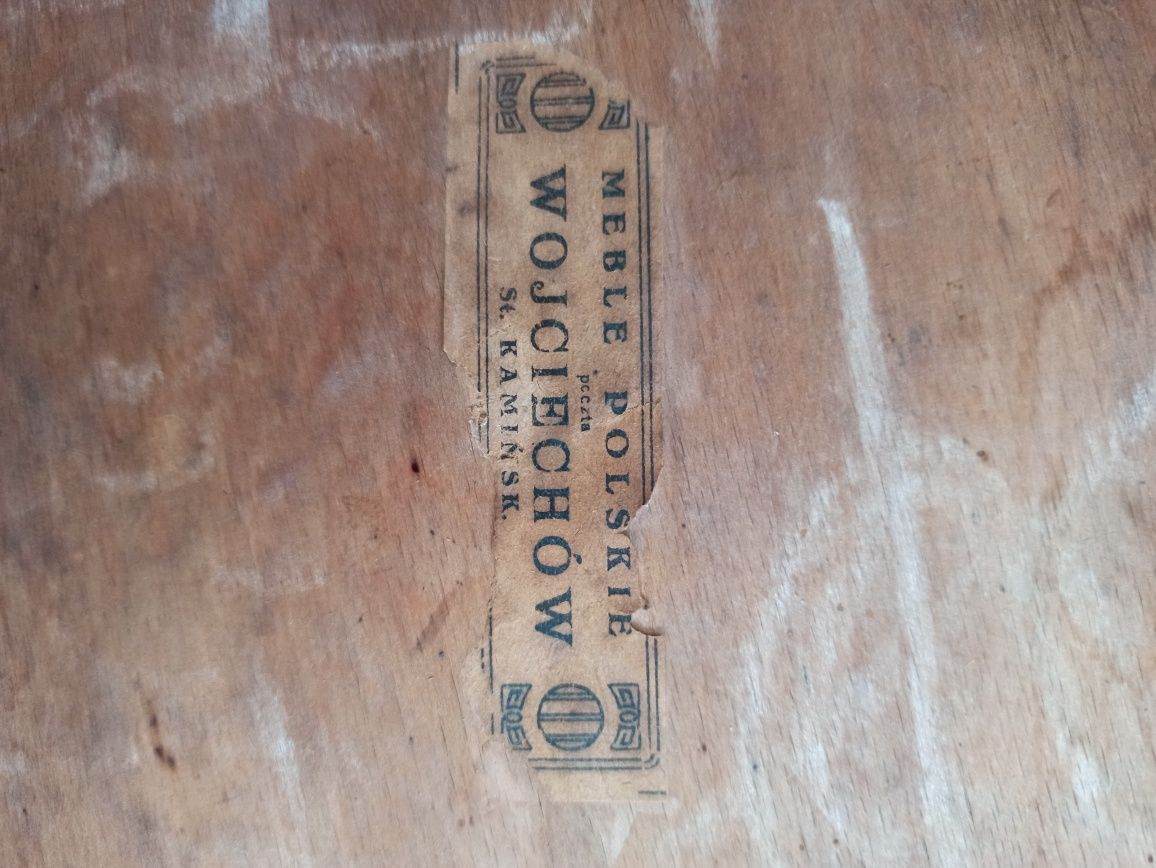 MEBLE POLSKIE
poczta
WOJCIECHÓW
St. KAMIŃSK.